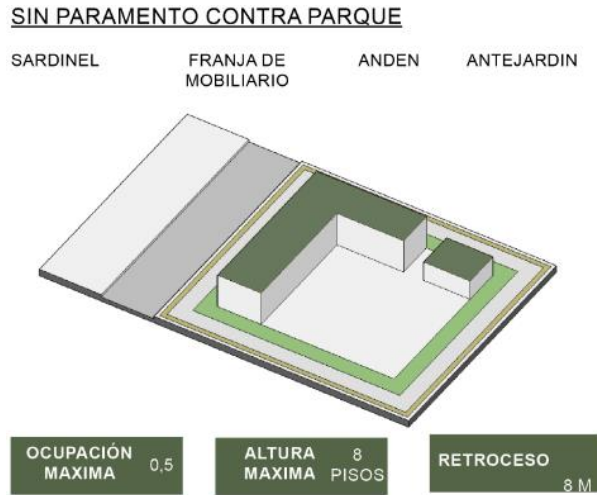 SIN PARAMENTO CONTRA PARQUE
SARDINEL
FRANJA DE
MOBILIARIO
ANDEN
ANTEJARDIN
OCUPACIÓN
MAXIMA
0,5
ALTURA
MAXIMA
8
PISOS
RETROCESO
8 M